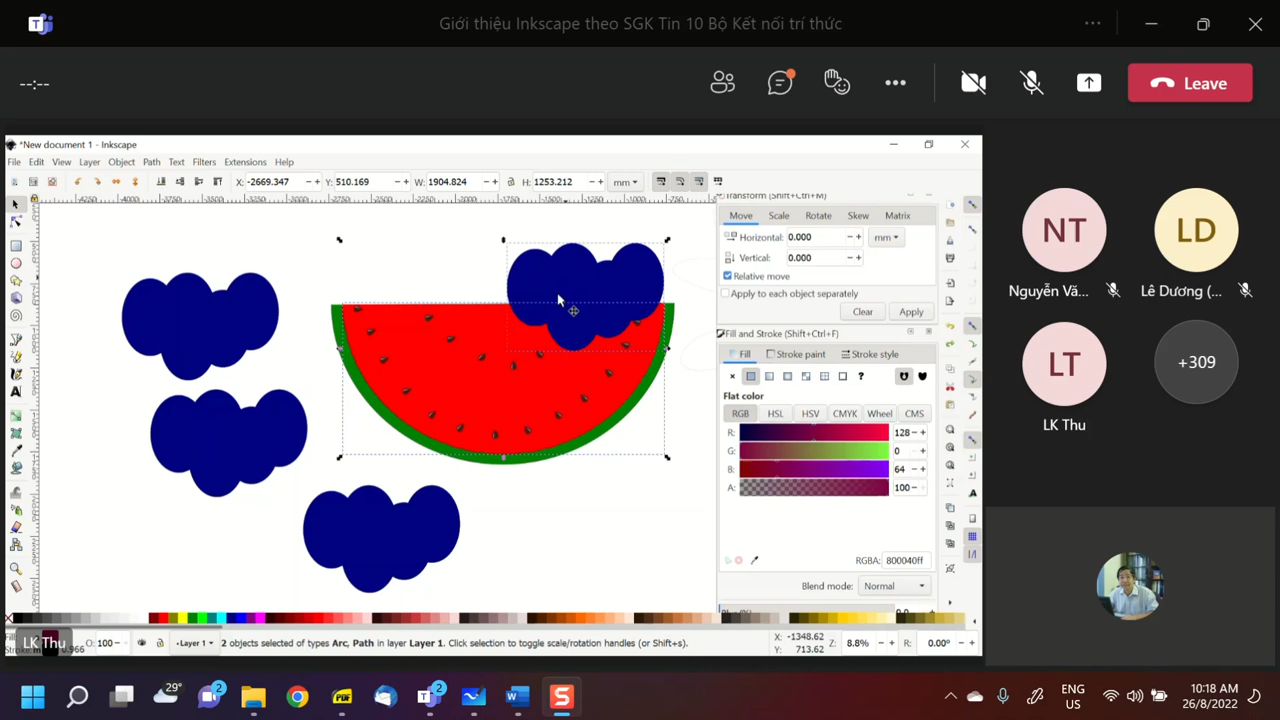 Giới thiệu Inkscape theo SGK Tin 10 Bộ Kết nối trí thức
--:--
Leave
*New document 1 - Inkscape
File Edit View Layer Object Path Text Filters Extensions Help
X: -2669.347 Y: 510.169 W: 1904.824 H: 1253.212 mm
Transform (Shift+Ctrl+M)
Move Scale Rotate Skew Matrix
Horizontal: 0.000 mm
Vertical: 0.000
Relative move
Apply to each object separately
Clear Apply
Fill and Stroke (Shift+Ctrl+F)
Fill Stroke paint Stroke style
Flat color
RGB HSL HSV CMYK Wheel CMS
R: 128
G: 0
B: 64
A: 100
RGBA: 800040ff
Blend mode: Normal
LK Thu
O: 100 Layer 1 2 objects selected of types Arc, Path in layer Layer 1. Click selection to toggle scale/rotation handles (or Shift+s).
X: -1348.62
Y: 713.62
Z: 8.8% R: 0.00°
NT LD
Nguyễn Vă... Lê Dương (...
LT +309
LK Thu
29° 2 2
ENG
US
10:18 AM
26/8/2022